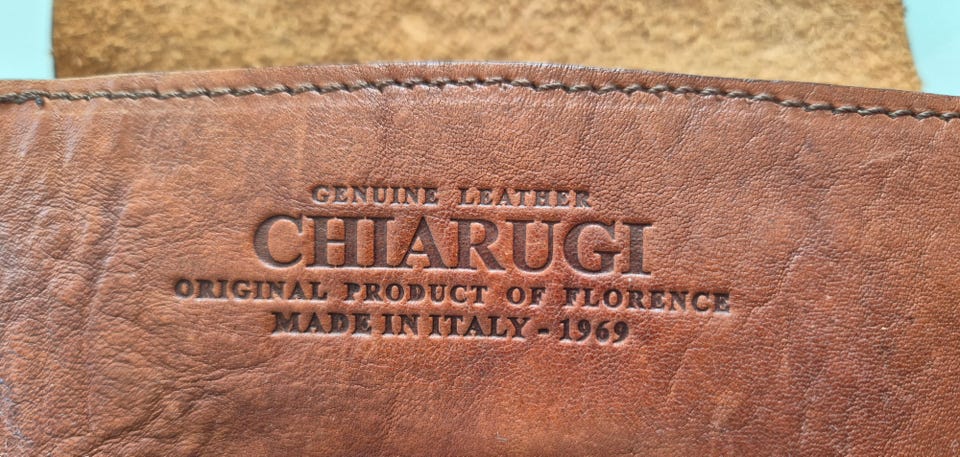 GENUINE LEATHER
CHIARUGI
ORIGINAL PRODUCT OF FLORENCE
MADE IN ITALY - 1969